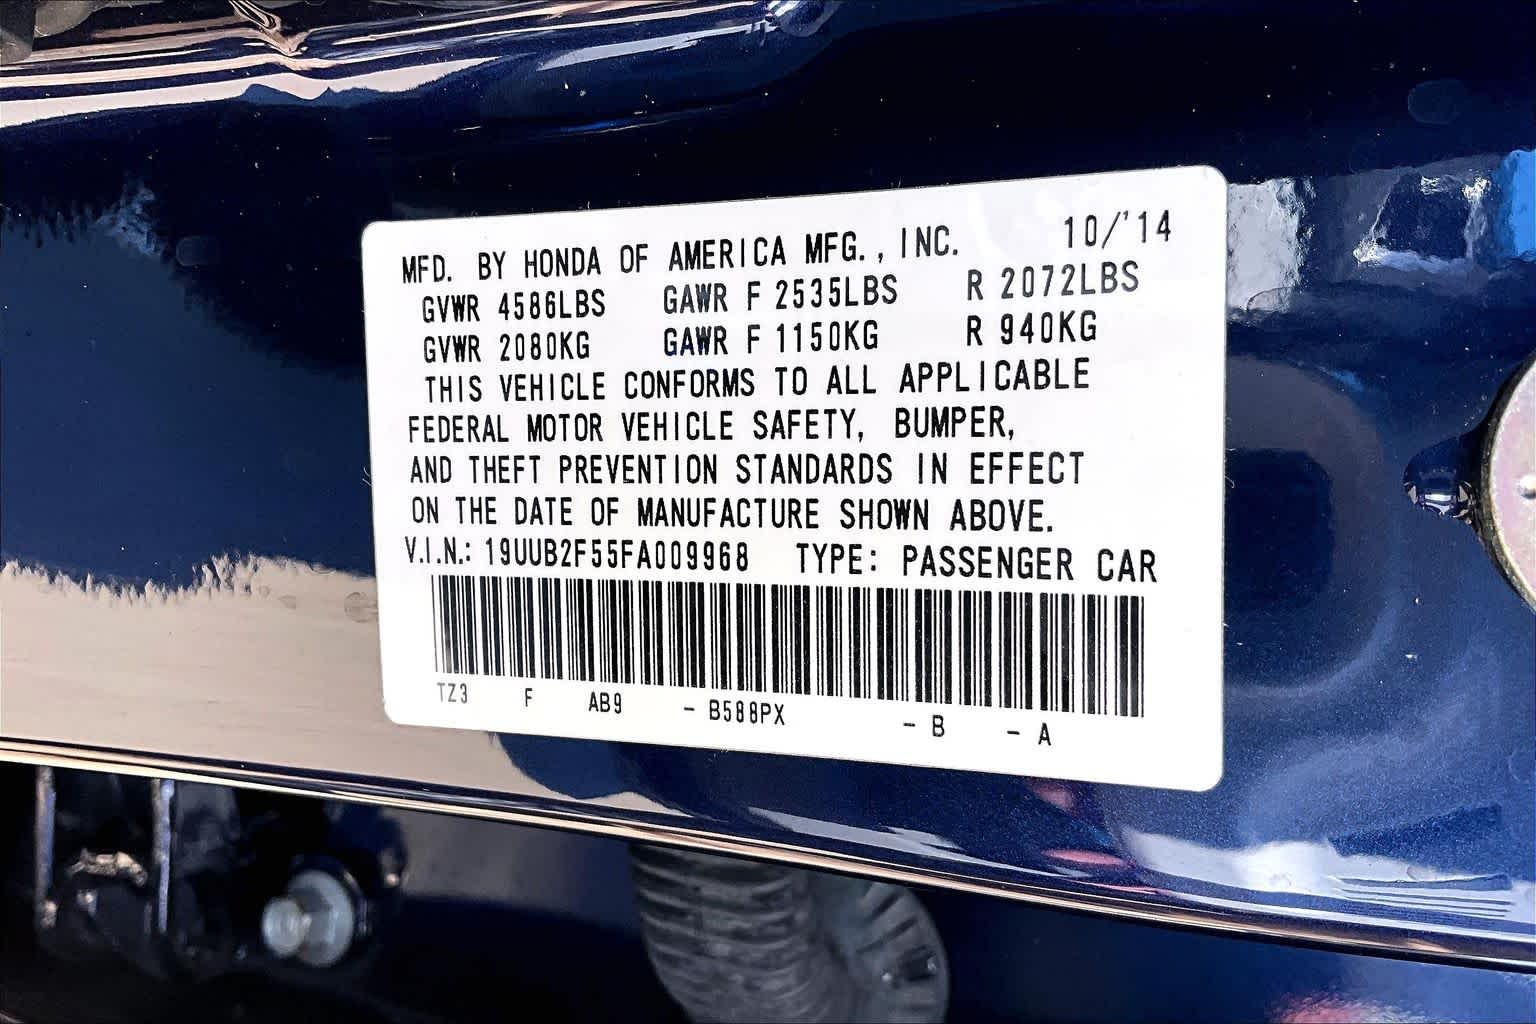 MFD. BY HONDA OF AMERICA MFG., INC. 10/'14
GVWR 4586LBS GAWR F 2535LBS R 2072LBS
GVWR 2080KG GAWR F 1150KG R 940KG
THIS VEHICLE CONFORMS TO ALL APPLICABLE
FEDERAL MOTOR VEHICLE SAFETY, BUMPER,
AND THEFT PREVENTION STANDARDS IN EFFECT
ON THE DATE OF MANUFACTURE SHOWN ABOVE.
V.I.N.: 19UUB2F55FA009968 TYPE: PASSENGER CAR
TZ3 F AB9 - B588PX - B - A